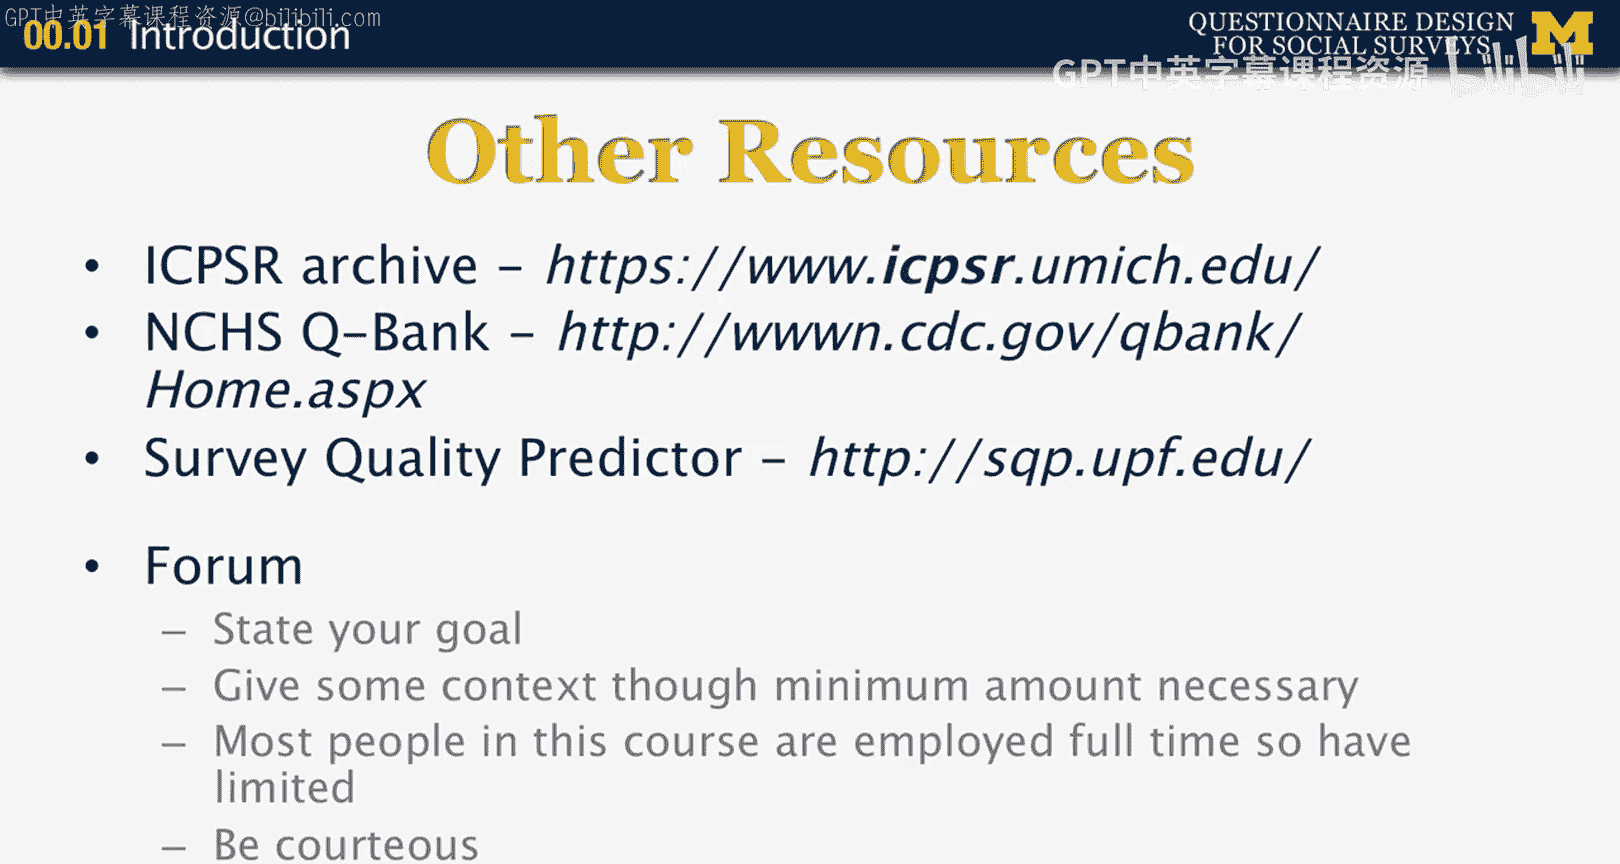 GPT中英字幕课程资源@bilibili.com
00.01 Introduction
QUESTIONNAIRE DESIGN
FOR SOCIAL SURVEYS
M
GPT中英字幕课程资源 bilibili
Other Resources
• ICPSR archive – https://www.icpsr.umich.edu/
• NCHS Q-Bank – http://wwwn.cdc.gov/qbank/
Home.aspx
• Survey Quality Predictor – http://sqp.upf.edu/
• Forum
– State your goal
– Give some context though minimum amount necessary
– Most people in this course are employed full time so have
limited
– Be courteous